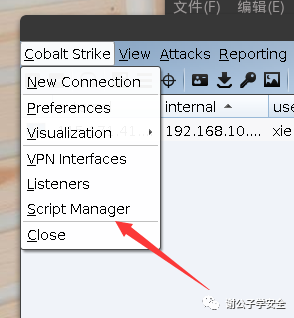 文件(F) 编辑(E)
Cobalt Strike View Attacks Reporting
New Connection
Preferences
Visualization
VPN Interfaces
Listeners
Script Manager
Close
internal use
192.168.10.... xie
谢公子学安全